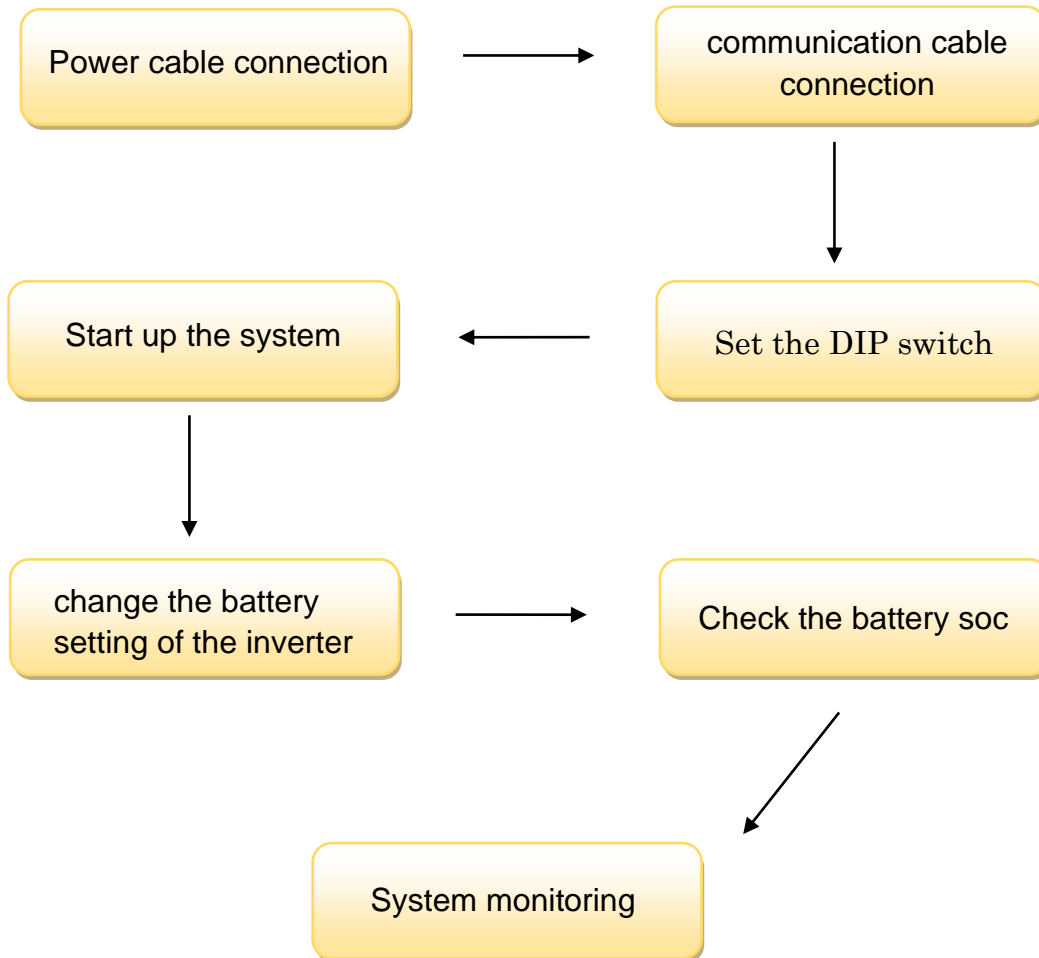 Power cable connection
communication cable
connection
Set the DIP switch
Start up the system
change the battery
setting of the inverter
Check the battery soc
System monitoring